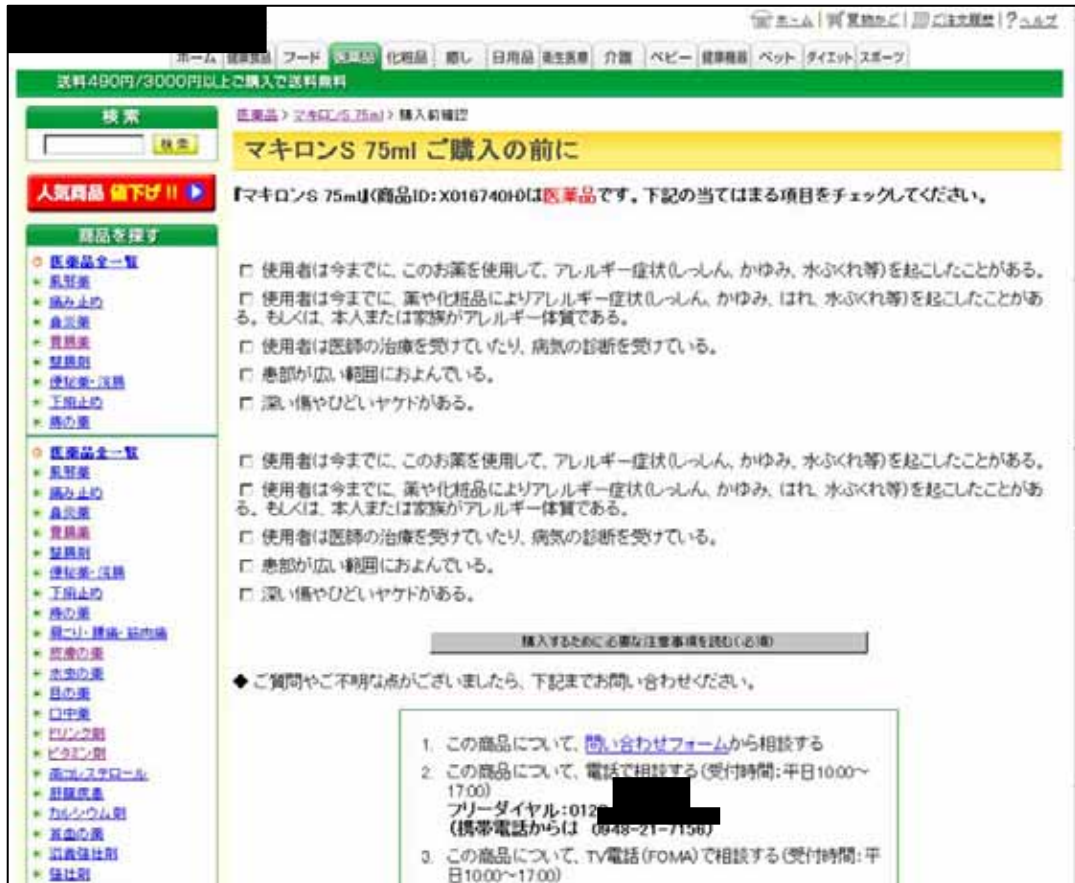 ホーム | 買物かご | ご注文履歴 | ? ヘルプ
ホーム 健康食品 フード 医薬品 化粧品 癒し 日用品 衛生医療 介護 ベビー 健康機器 ペット ダイエット スポーツ
送料490円/3000円以上ご購入で送料無料
検索
検索
人気商品 値下げ!!
商品を探す
医薬品全一覧
風邪薬
痛み止め
鼻炎薬
胃腸薬
整腸剤
便秘薬・浣腸
下痢止め
痔の薬
医薬品全一覧
風邪薬
痛み止め
鼻炎薬
胃腸薬
整腸剤
便秘薬・浣腸
下痢止め
痔の薬
肩こり・腰痛・筋肉痛
皮膚の薬
水虫の薬
目の薬
口中薬
ドリンク剤
ビタミン剤
高コレステロール
肝臓疾患
カルシウム剤
貧血の薬
滋養強壮剤
強壮剤
医薬品 > マキロンS 75ml > 購入前確認
マキロンS 75ml ご購入の前に
『マキロンS 75ml』(商品ID:X016740H)は医薬品です。下記の当てはまる項目をチェックしてください。
□ 使用者は今までに、このお薬を使用して、アレルギー症状(しっしん、かゆみ、水ぶくれ等)を起こしたことがある。
□ 使用者は今までに、薬や化粧品によりアレルギー症状(しっしん、かゆみ、はれ、水ぶくれ等)を起こしたことがあ
る。もしくは、本人または家族がアレルギー体質である。
□ 使用者は医師の治療を受けていたり、病気の診断を受けている。
□ 患部が広い範囲におよんでいる。
□ 深い傷やひどいヤケドがある。
□ 使用者は今までに、このお薬を使用して、アレルギー症状(しっしん、かゆみ、水ぶくれ等)を起こしたことがある。
□ 使用者は今までに、薬や化粧品によりアレルギー症状(しっしん、かゆみ、はれ、水ぶくれ等)を起こしたことがあ
る。もしくは、本人または家族がアレルギー体質である。
□ 使用者は医師の治療を受けていたり、病気の診断を受けている。
□ 患部が広い範囲におよんでいる。
□ 深い傷やひどいヤケドがある。
購入するために必要な注意事項を読む(必須)
◆ ご質問やご不明な点がございましたら、下記までお問い合わせください。
1. この商品について、問い合わせフォームから相談する
2. この商品について、電話で相談する(受付時間:平日10:00~
17:00)
フリーダイヤル:012
(携帯電話からは 0948-21-7156)
3. この商品について、TV電話(FOMA)で相談する(受付時間:平
日10:00~17:00)